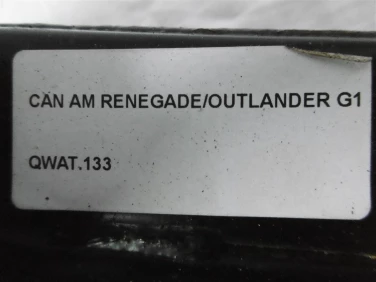 CAN AM RENEGADE/OUTLANDER G1
QWAT.133